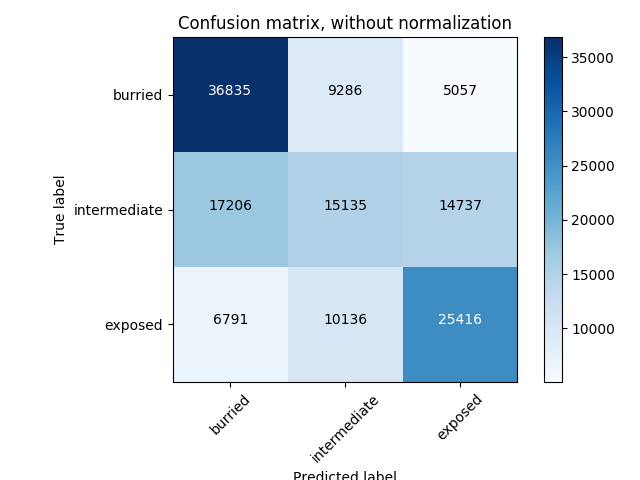 Confusion matrix, without normalization
burried
36835
9286
5057
intermediate
17206
15135
14737
exposed
6791
10136
25416
True label
burried
intermediate
exposed
Predicted label
35000
30000
25000
20000
15000
10000